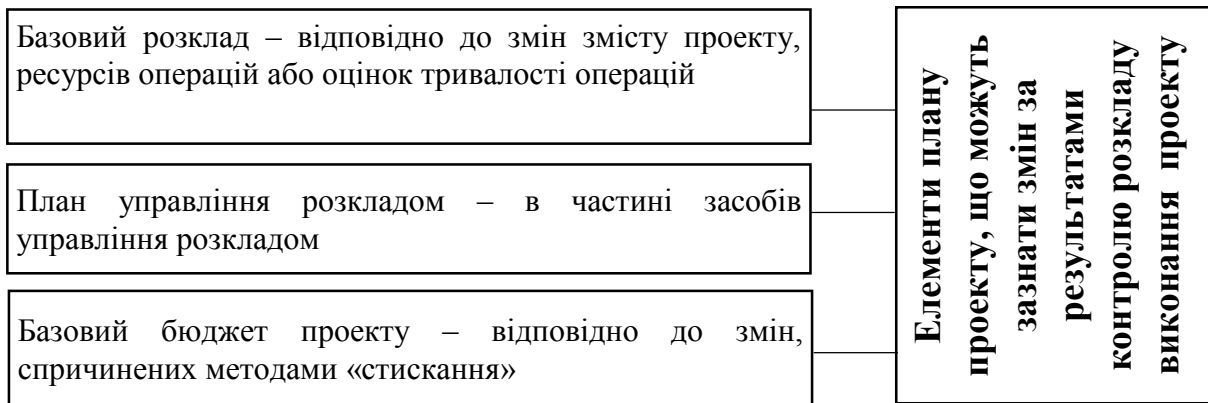 Базовий розклад – відповідно до змін змісту проекту,
ресурсів операцій або оцінок тривалості операцій
План управління розкладом – в частині засобів
управління розкладом
Базовий бюджет проекту – відповідно до змін,
спричинених методами «стискання»
Елементи плану
проекту, що можуть
зазнати змін за
результатами
контролю розкладу
виконання проекту